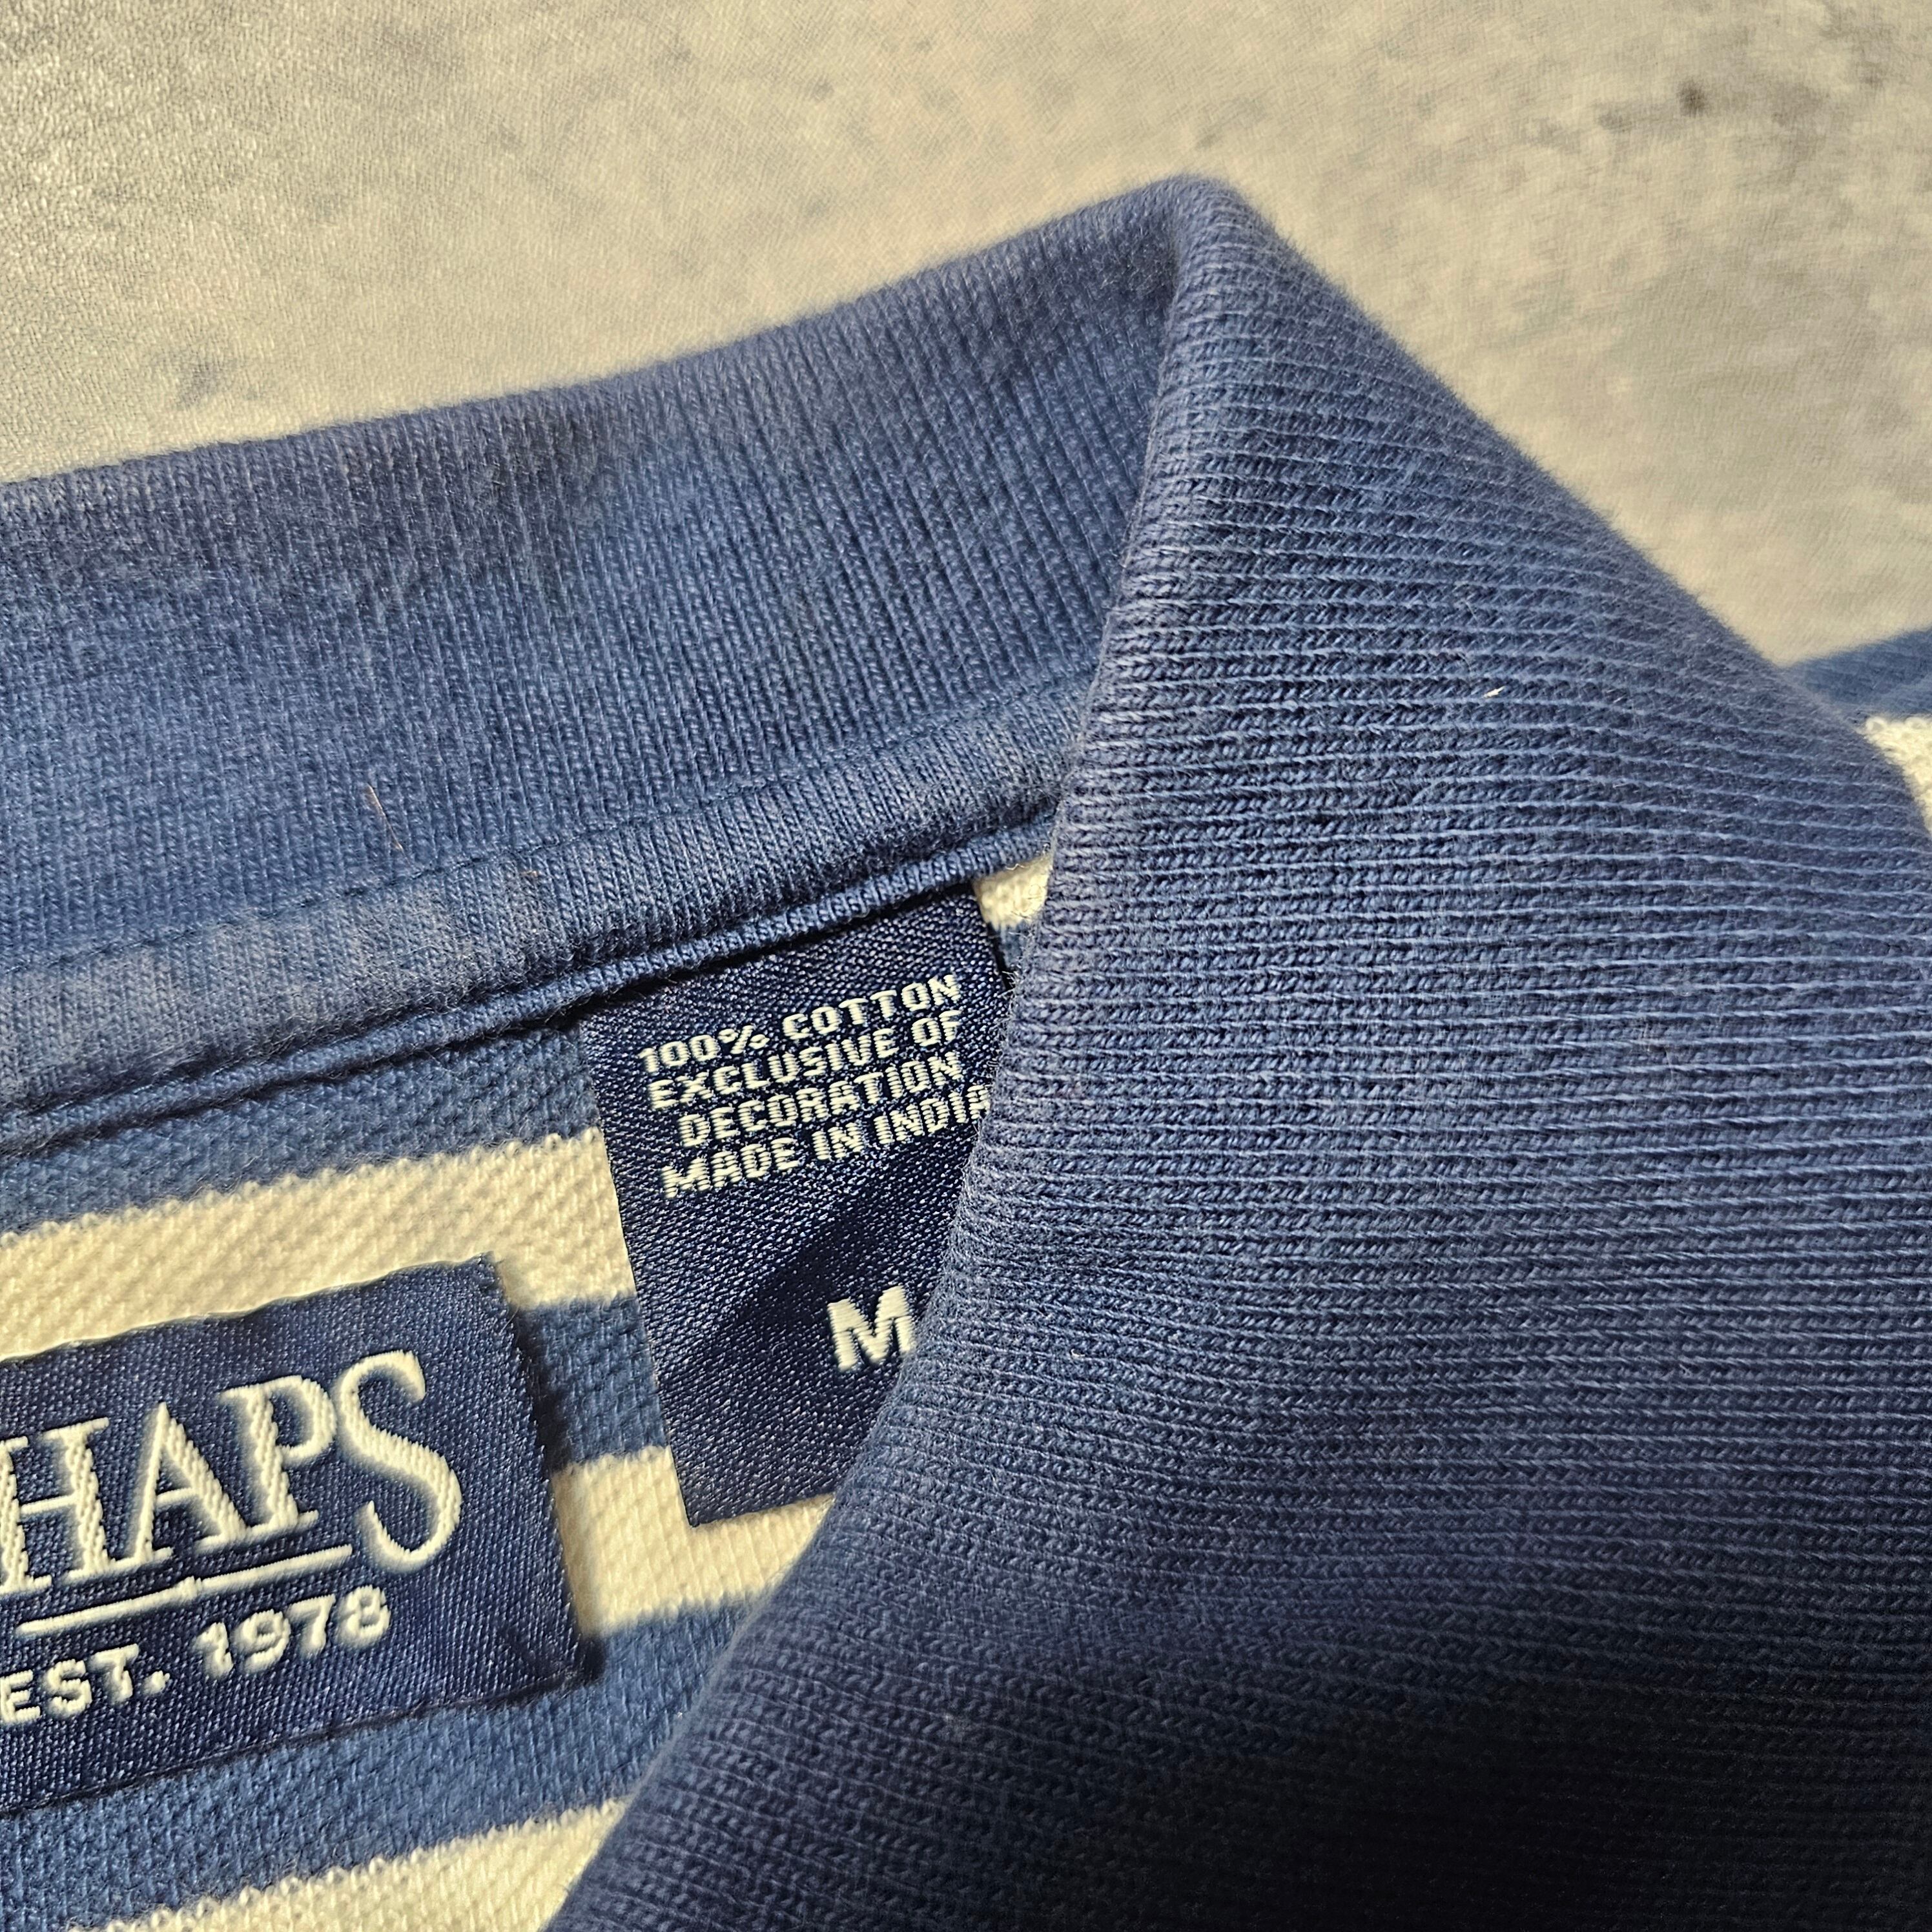 100% COTTON
EXCLUSIVE OF
DECORATION
MADE IN INDIA
M
HAPS
EST. 1978